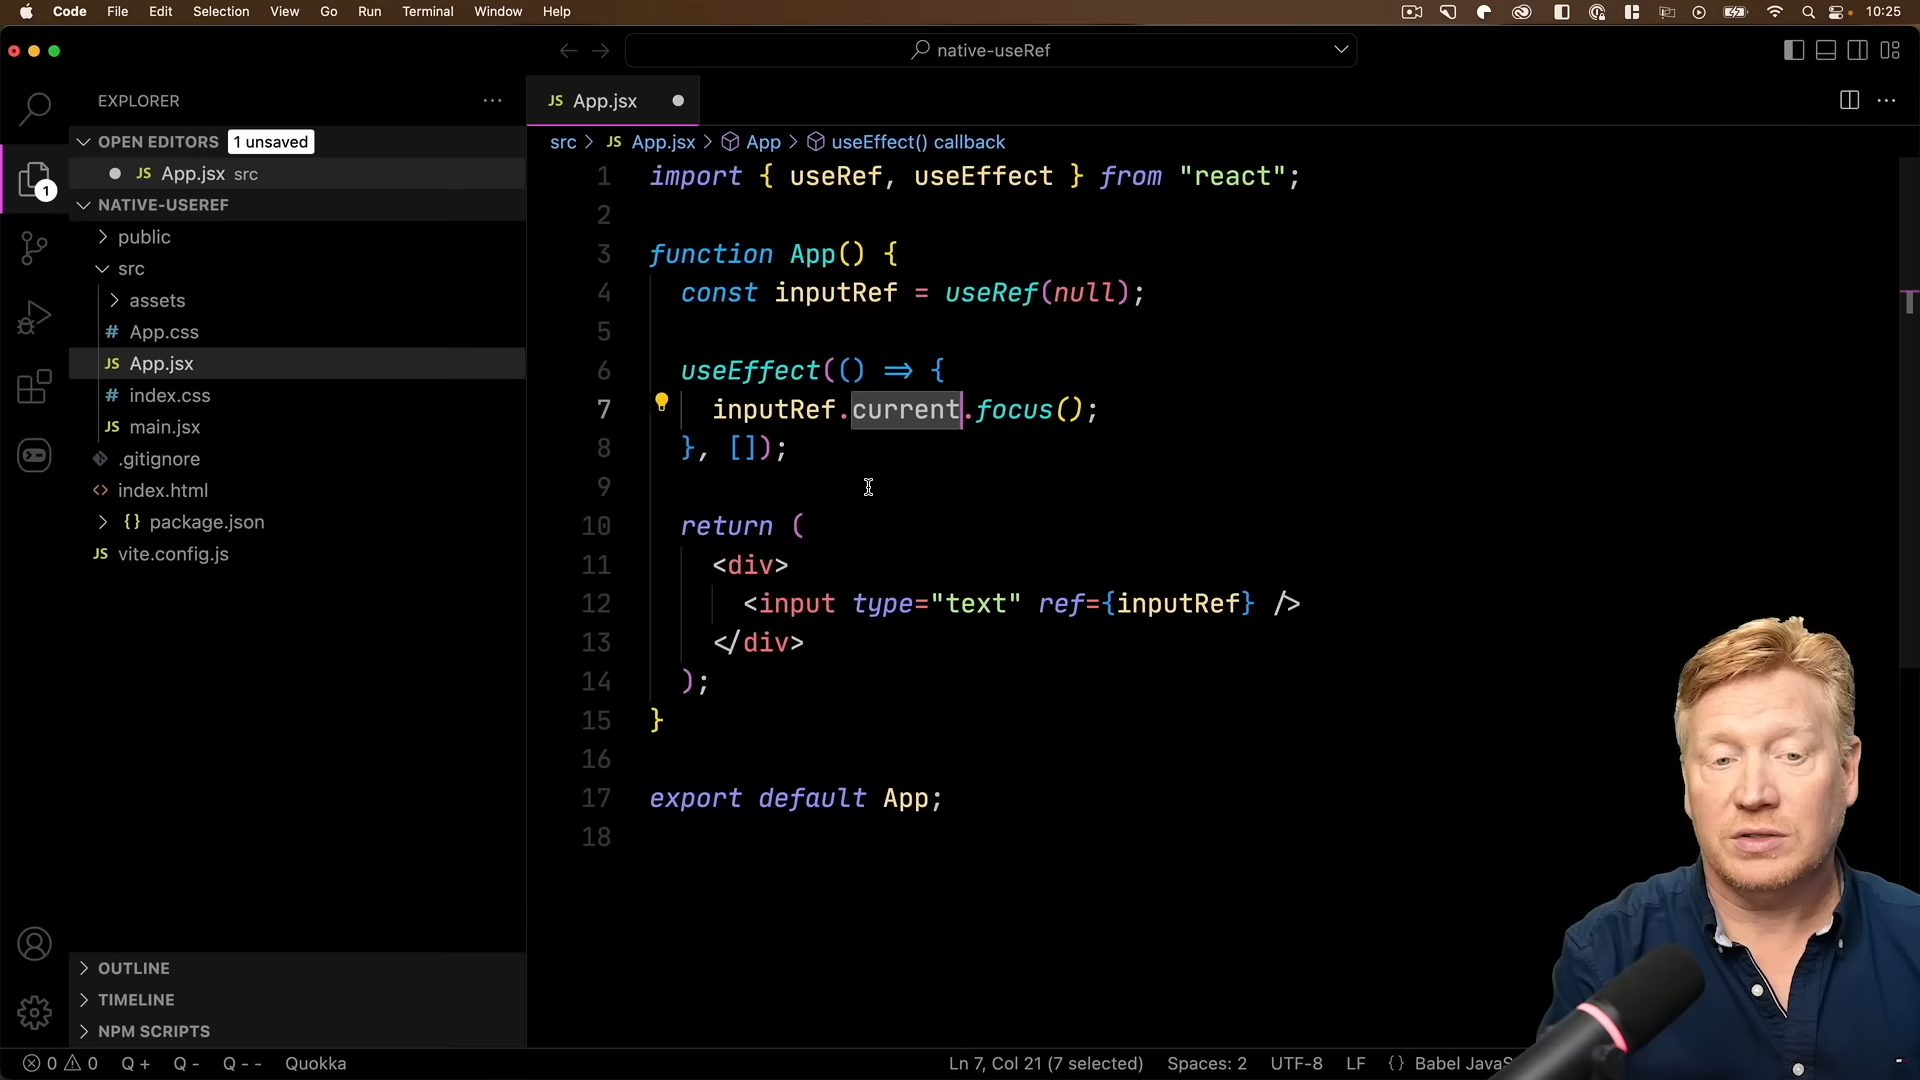 Code File Edit Selection View Go Run Terminal Window Help 10:25
native-useRef
EXPLORER
JS App.jsx
OPEN EDITORS 1 unsaved
src > JS App.jsx > App > useEffect() callback
JS App.jsx src
1
NATIVE-USEREF
public
src
assets
# App.css
JS App.jsx
# index.css
JS main.jsx
.gitignore
<> index.html
{} package.json
JS vite.config.js
OUTLINE
TIMELINE
NPM SCRIPTS
1 import { useRef, useEffect } from "react";
2
3 function App() {
4 const inputRef = useRef(null);
5
6 useEffect(() => {
7 inputRef.current.focus();
8 }, []);
9
10 return (
11 <div>
12 <input type="text" ref={inputRef} />
13 </div>
14 );
15 }
16
17 export default App;
18
0 0 Q + Q - Q -- Quokka Ln 7, Col 21 (7 selected) Spaces: 2 UTF-8 LF {} Babel